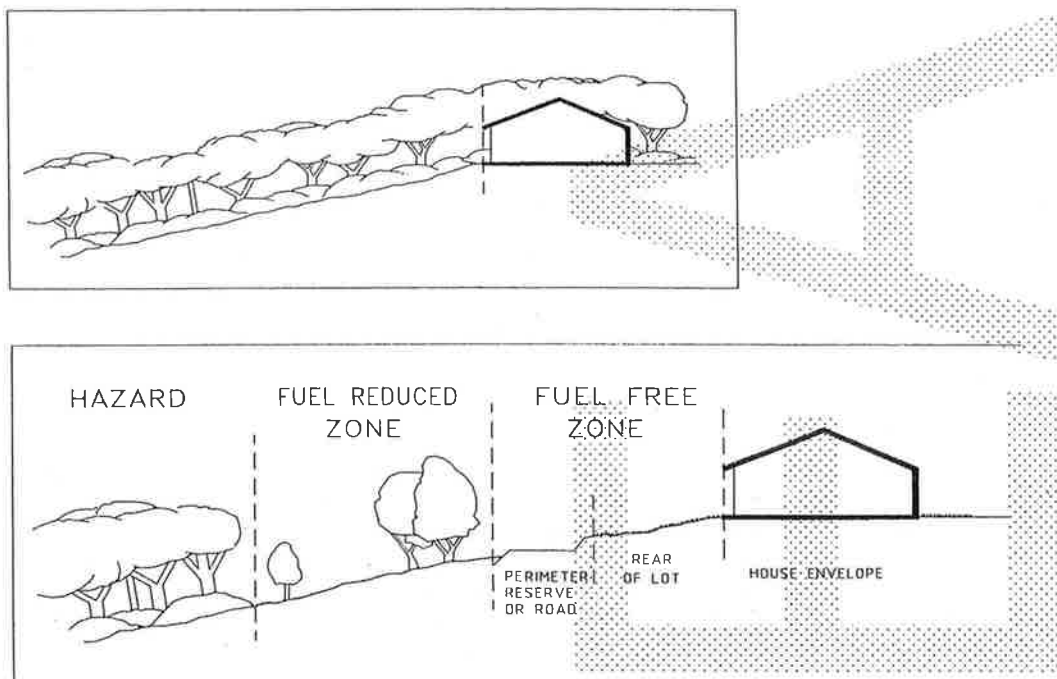 HAZARD
FUEL REDUCED
ZONE
FUEL FREE
ZONE
PERIMETER
RESERVE
OR ROAD
REAR
OF LOT
HOUSE ENVELOPE